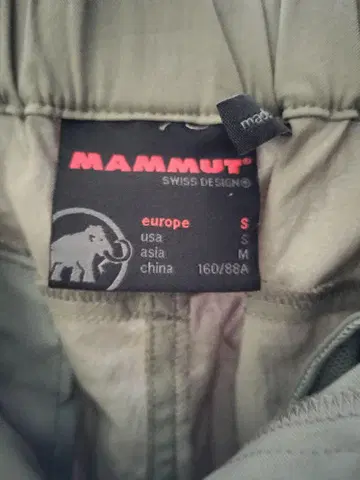 made
MAMMUT®
SWISS DESIGN⊕
europe S
usa S
asia M
china 160/88A